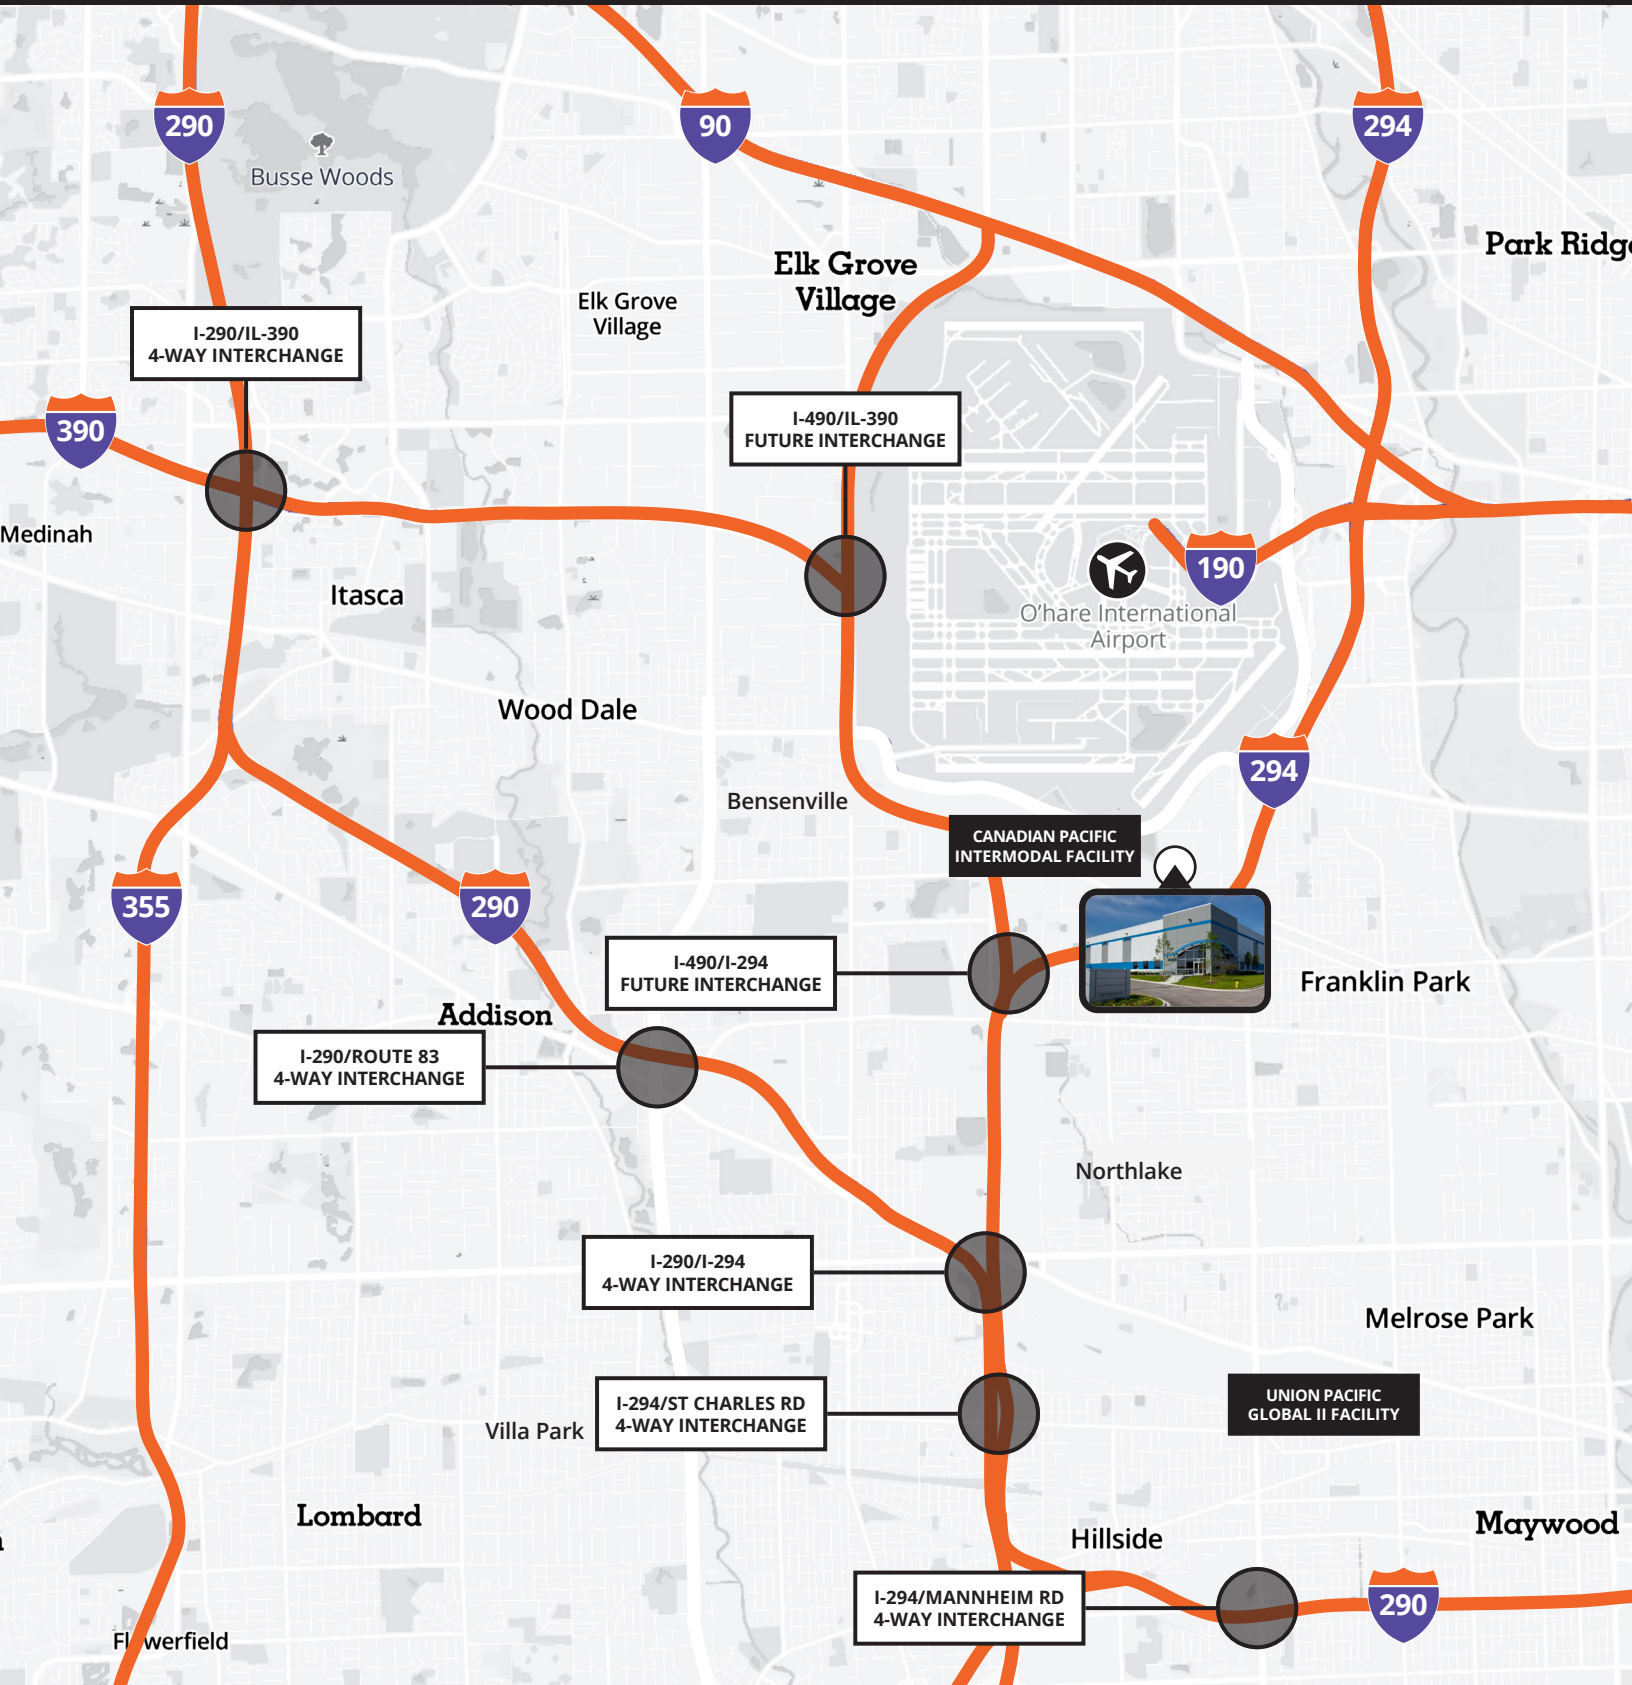 290
90
294
Busse Woods
Park Ridge
Elk Grove
Village
Elk Grove
Village
I-290/IL-390
4-WAY INTERCHANGE
390
I-490/IL-390
FUTURE INTERCHANGE
Medinah
190
Itasca
O'hare International
Airport
Wood Dale
294
Bensenville
CANADIAN PACIFIC
INTERMODAL FACILITY
355
290
I-490/I-294
FUTURE INTERCHANGE
Franklin Park
Addison
I-290/ROUTE 83
4-WAY INTERCHANGE
Northlake
I-290/I-294
4-WAY INTERCHANGE
Melrose Park
I-294/ST CHARLES RD
4-WAY INTERCHANGE
UNION PACIFIC
GLOBAL II FACILITY
Villa Park
Lombard
Maywood
Hillside
I-294/MANNHEIM RD
4-WAY INTERCHANGE
290
Flowerfield